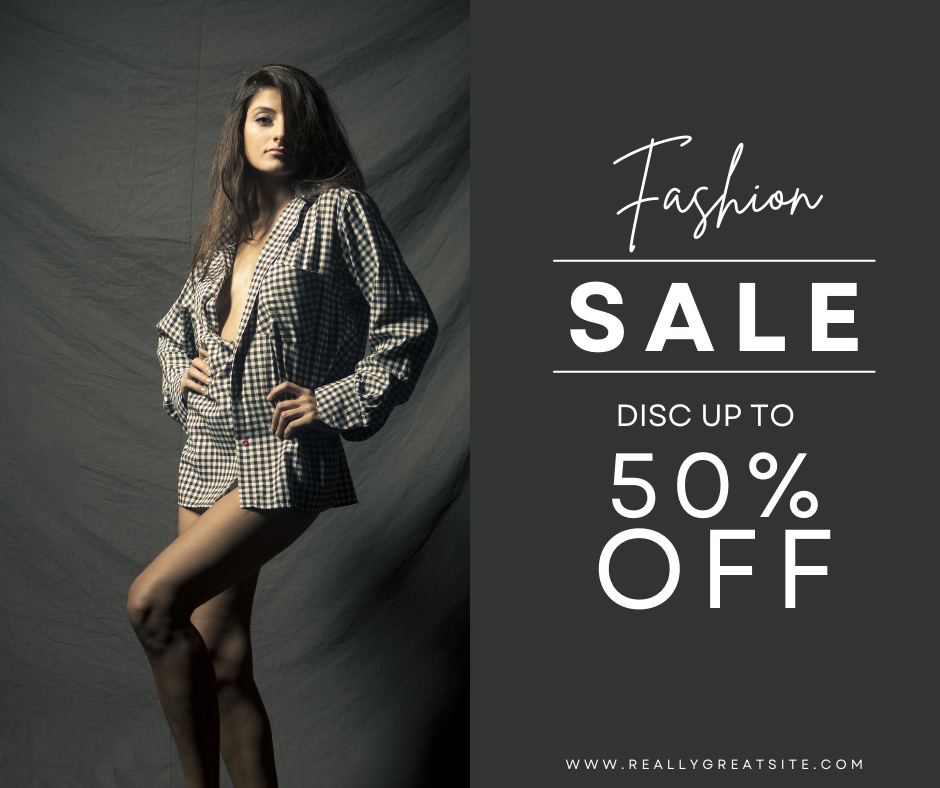 Fashion
SALE
DISC UP TO
50%
OFF
WWW.REALLYGREATSITE.COM